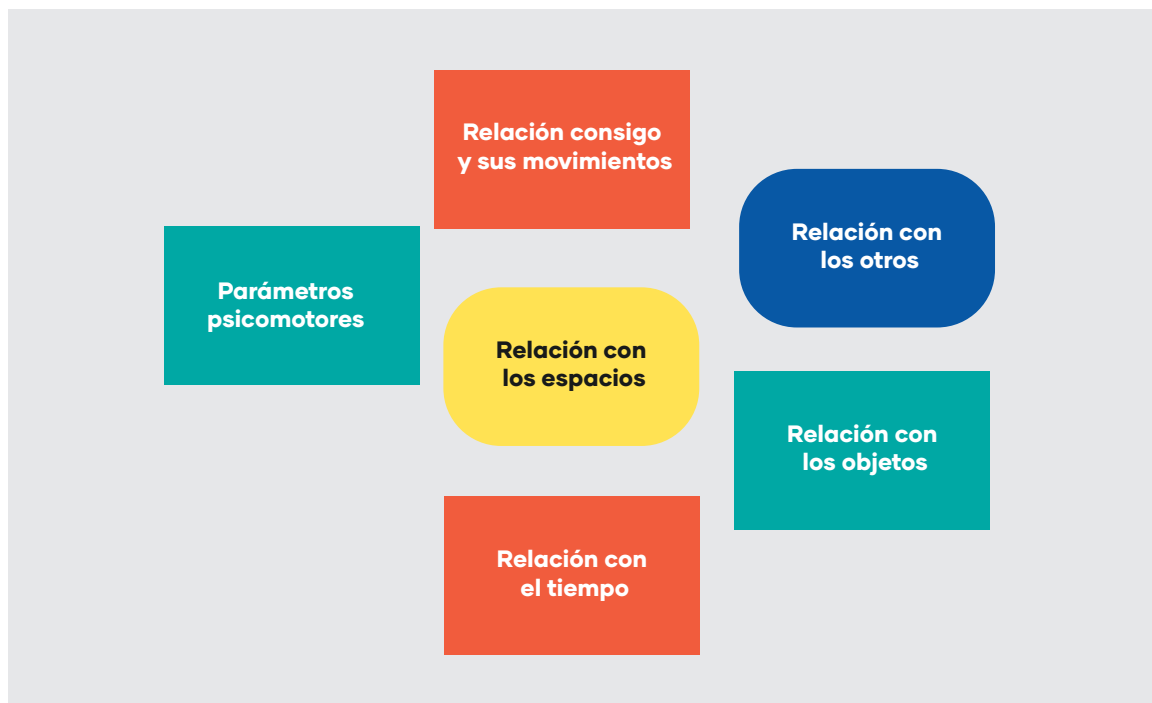 Relación consigo
y sus movimientos
Relación con
los otros
Parámetros
psicomotores
Relación con
los espacios
Relación con
los objetos
Relación con
el tiempo